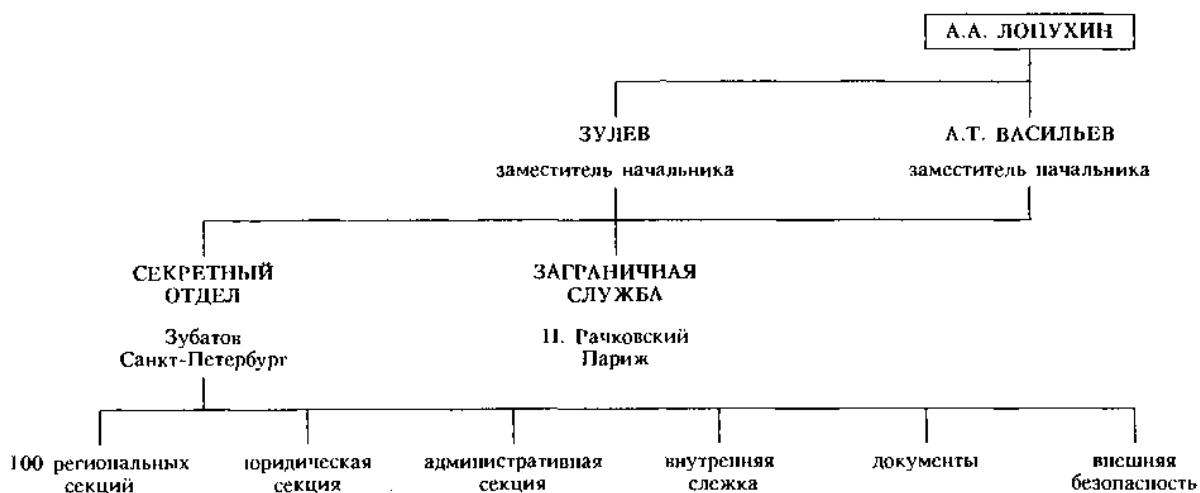 А.А. ЛОПУХИН
ЗУЛЕВ
А.Т. ВАСИЛЬЕВ
заместитель начальника
заместитель начальника
СЕКРЕТНЫЙ
ОТДЕЛ
ЗАГРАНИЧНАЯ
СЛУЖБА
Зубатов
Санкт-Петербург
П. Рачковский
Париж
100 региональных
секций
юридическая
секция
административная
секция
внутренняя
слежка
документы
внешняя
безопасность